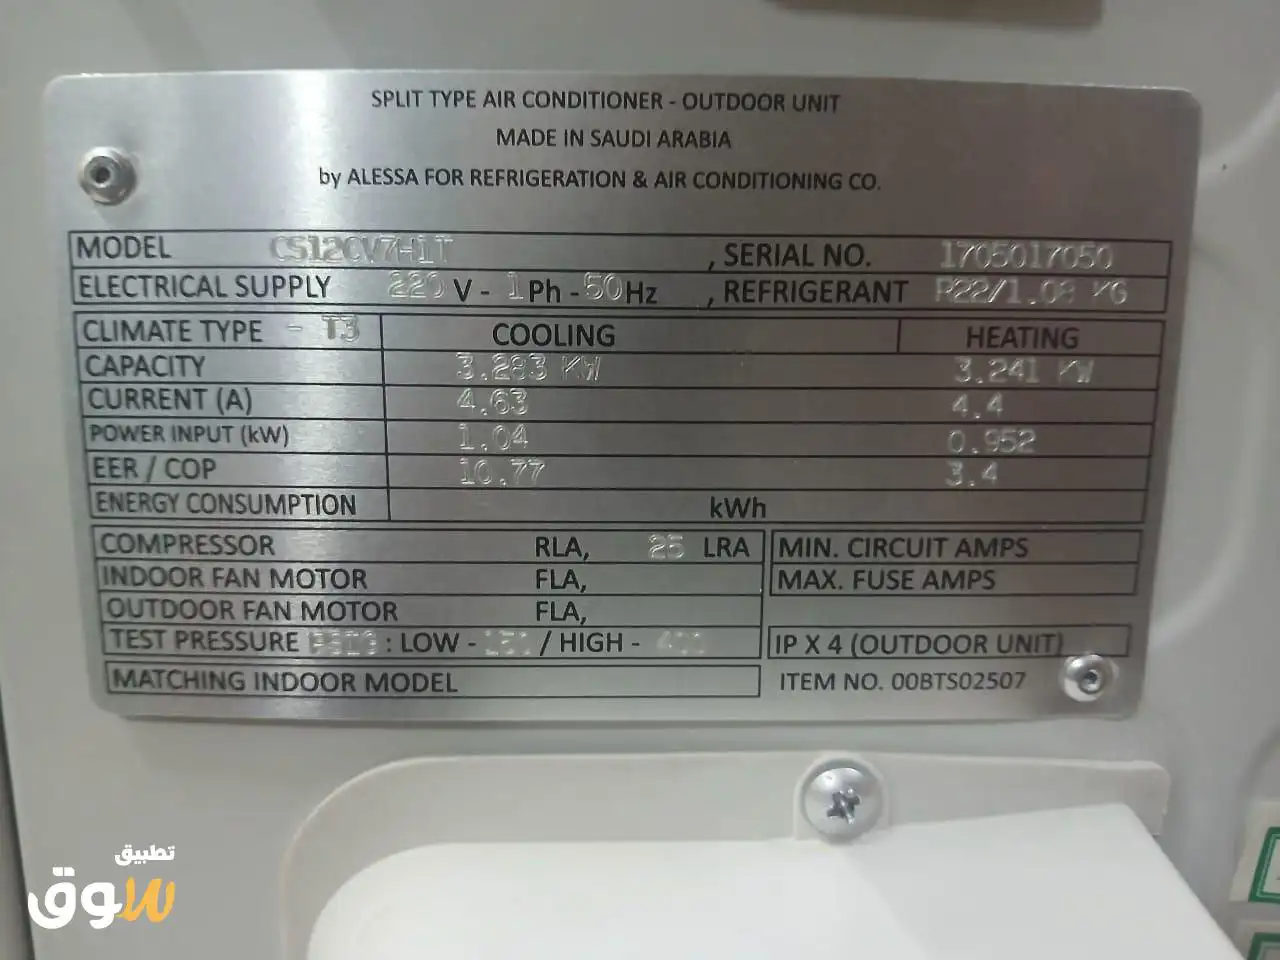 SPLIT TYPE AIR CONDITIONER - OUTDOOR UNIT
MADE IN SAUDI ARABIA
by ALESSA FOR REFRIGERATION & AIR CONDITIONING CO.
MODEL CS12CV7H1T , SERIAL NO. 1705017050
ELECTRICAL SUPPLY 220 V - 1 Ph - 50 Hz , REFRIGERANT R22/1.08 KG
CLIMATE TYPE - T3 COOLING HEATING
CAPACITY 3.283 KW 3.241 KW
CURRENT (A) 4.63 4.4
POWER INPUT (kW) 1.04 0.952
EER / COP 10.77 3.4
ENERGY CONSUMPTION kWh
COMPRESSOR RLA, 25 LRA MIN. CIRCUIT AMPS
INDOOR FAN MOTOR FLA, MAX. FUSE AMPS
OUTDOOR FAN MOTOR FLA,
TEST PRESSURE PSIG : LOW - 150 / HIGH - 400 IP X 4 (OUTDOOR UNIT)
MATCHING INDOOR MODEL ITEM NO. 00BTS02507
تطبيق
سوق